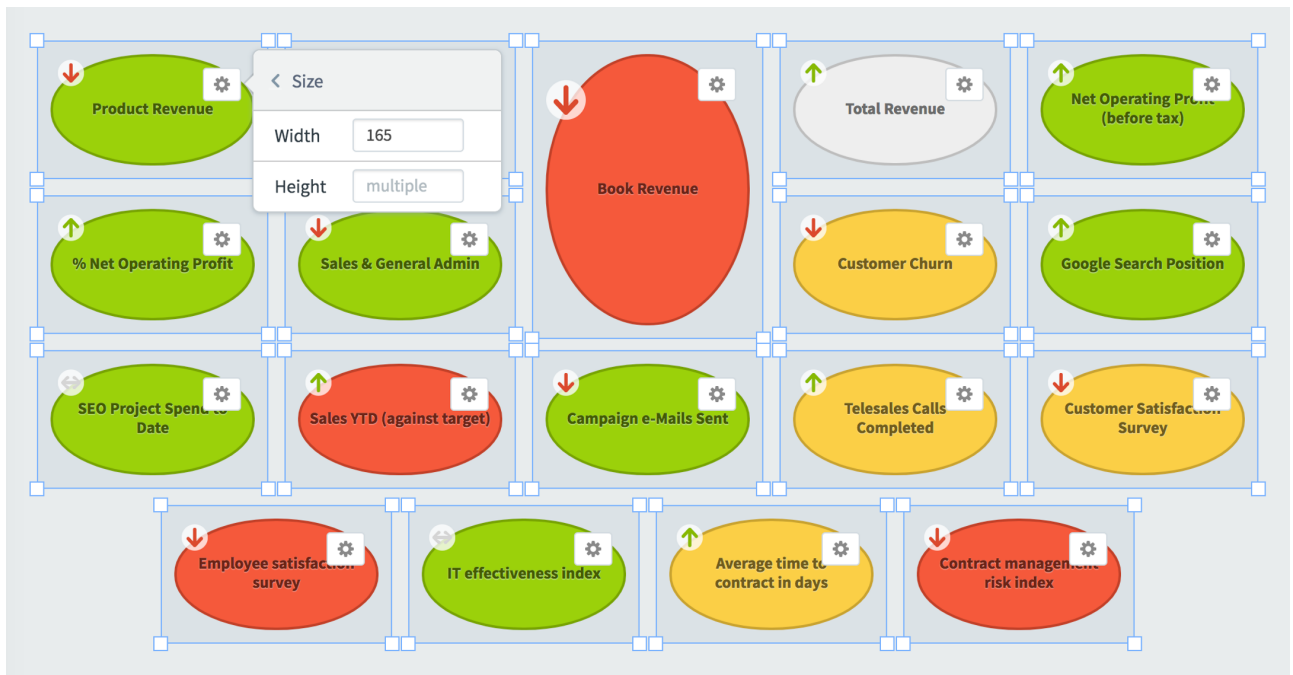 Product Revenue
Size
Width 165
Height multiple
Book Revenue
Total Revenue
Net Operating Profit
(before tax)
% Net Operating Profit
Sales & General Admin
Customer Churn
Google Search Position
SEO Project Spend to
Date
Sales YTD (against target)
Campaign e-Mails Sent
Telesales Calls
Completed
Customer Satisfaction
Survey
Employee satisfaction
survey
IT effectiveness index
Average time to
contract in days
Contract management
risk index